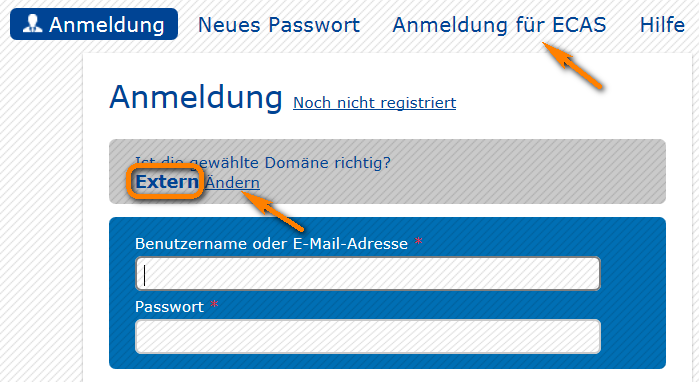 Anmeldung Neues Passwort Anmeldung für ECAS Hilfe
Anmeldung Noch nicht registriert
Ist die gewählte Domäne richtig?
Extern Ändern
Benutzername oder E-Mail-Adresse *
Passwort *